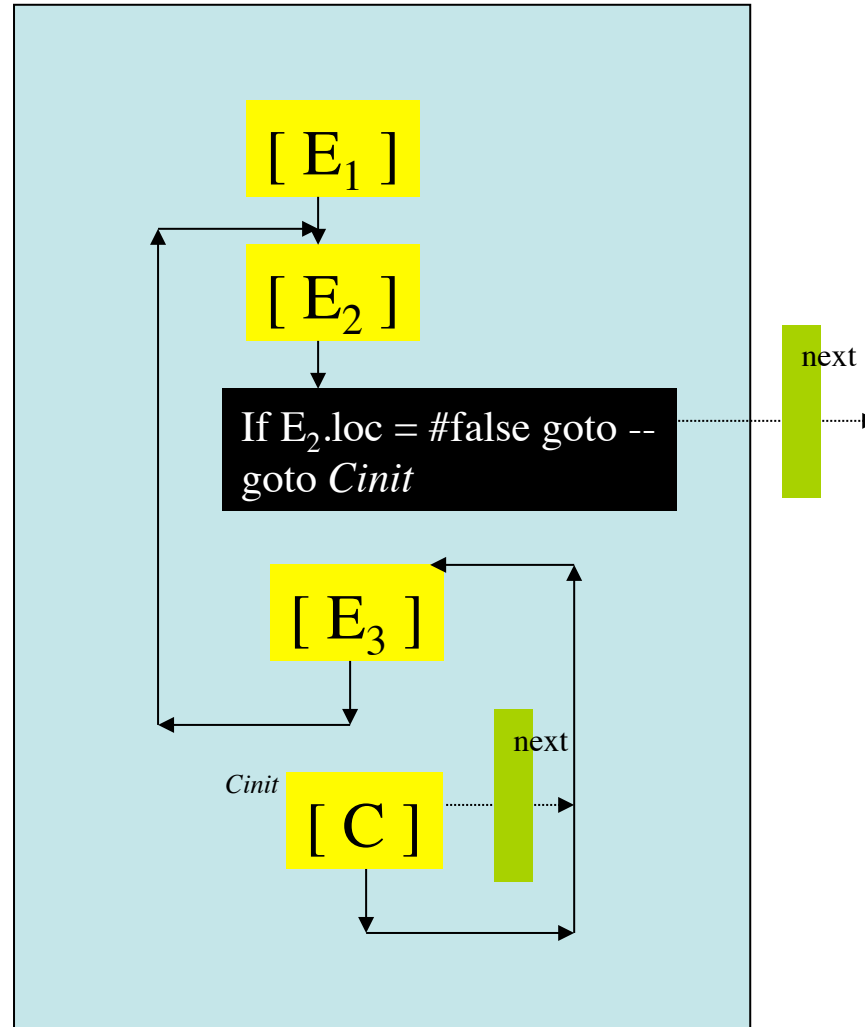 [ E₁ ]
[ E₂ ]
next
If E₂.loc = #false goto --
goto Cinit
[ E₃ ]
next
Cinit
[ C ]